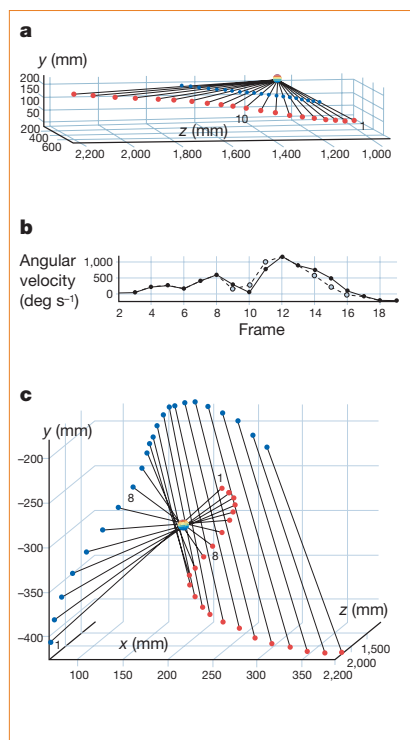 a
y (mm)
200
150
100
50
200
400
600
z (mm)
10
1
2,200 2,000 1,800 1,600 1,400 1,200 1,000
b
Angular
velocity
(deg s⁻¹)
1,000
500
0
2 4 6 8 10 12 14 16 18
Frame
c
y (mm)
–200
–250
–300
–350
–400
8
1
8
1
x (mm)
z (mm)
1,500
2,000
2,200
100 150 200 250 300 350